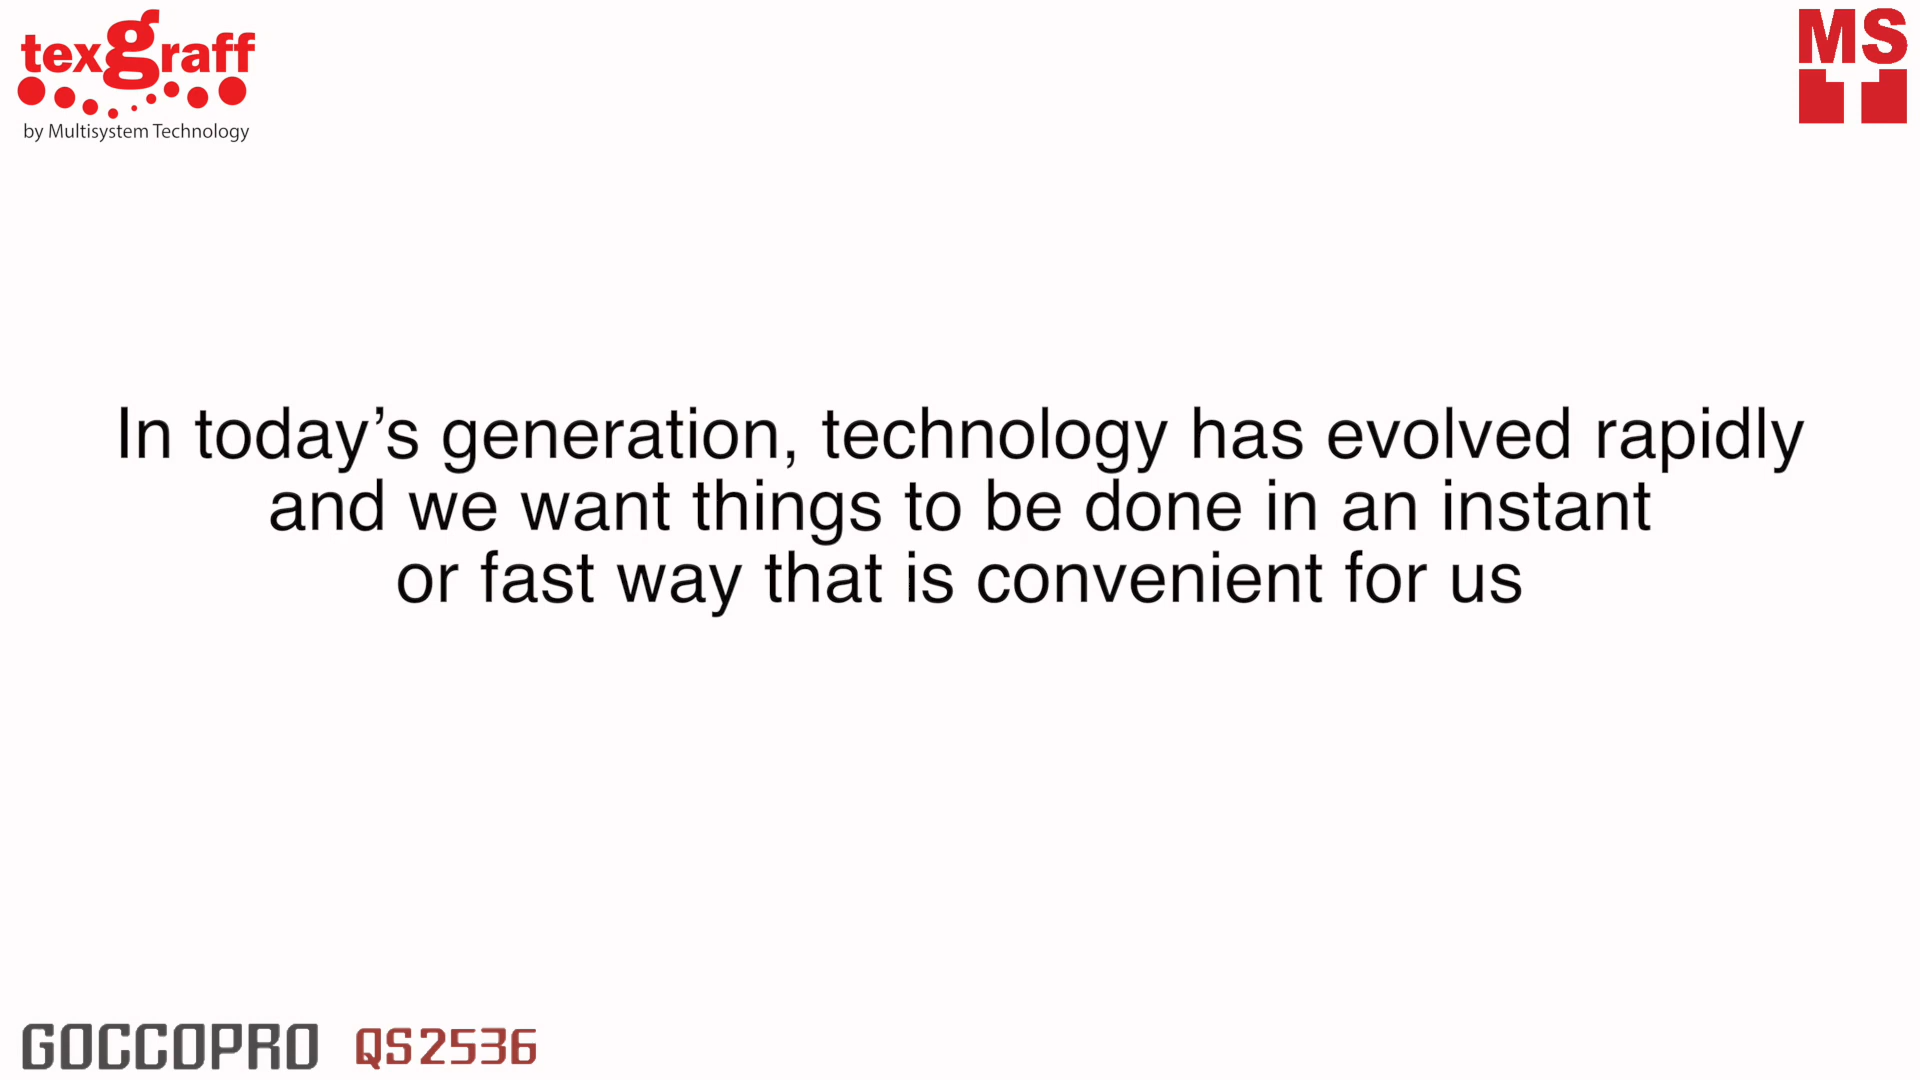 texgraff
by Multisystem Technology
MS
T
In today’s generation, technology has evolved rapidly
and we want things to be done in an instant
or fast way that is convenient for us
GOCCOPRO QS2536